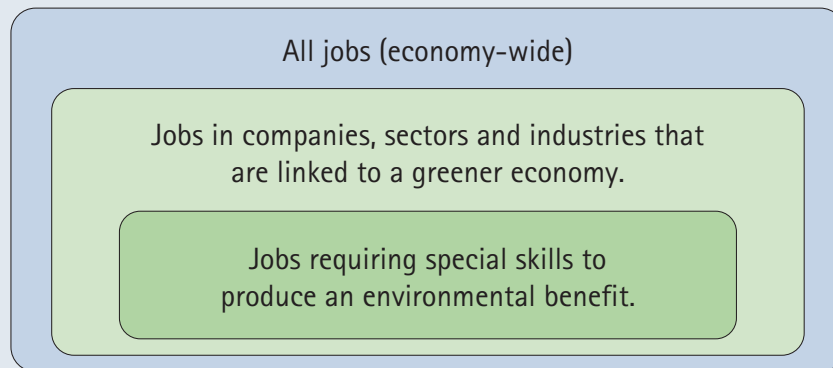 All jobs (economy-wide)
Jobs in companies, sectors and industries that
are linked to a greener economy.
Jobs requiring special skills to
produce an environmental benefit.